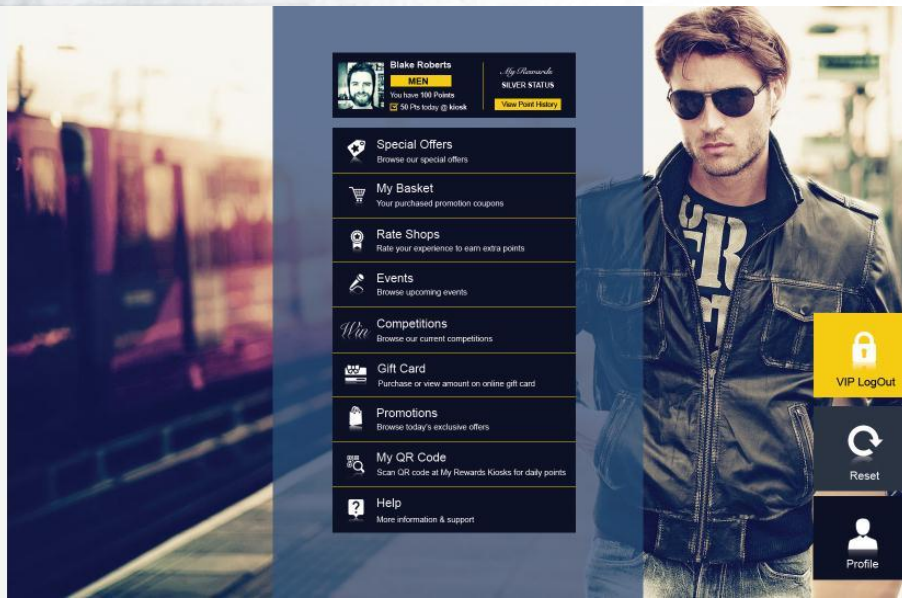 Blake Roberts
MEN
You have 100 Points
50 Pts today @ kiosk
My Rewards
SILVER STATUS
View Point History
Special Offers
Browse our special offers
My Basket
Your purchased promotion coupons
Rate Shops
Rate your experience to earn extra points
Events
Browse upcoming events
Win
Competitions
Browse our current competitions
Gift Card
Purchase or view amount on online gift card
Promotions
Browse today's exclusive offers
My QR Code
Scan QR code at My Rewards Kiosks for daily points
Help
More information & support
VIP LogOut
Reset
Profile